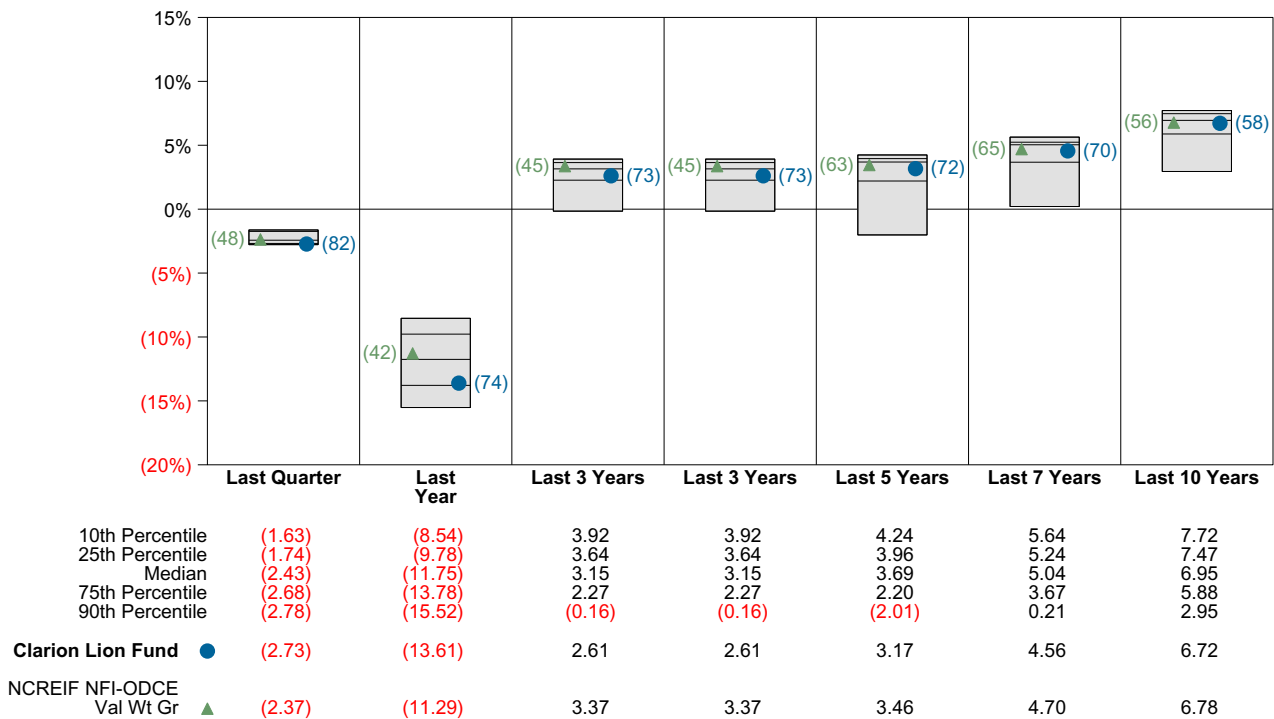 15%
10%
5%
0%
(5%)
(10%)
(15%)
(20%)
(48) (82)
(42) (74)
(45) (73)
(45) (73)
(63) (72)
(65) (70)
(56) (58)
Last Quarter Last Year Last 3 Years Last 3 Years Last 5 Years Last 7 Years Last 10 Years
10th Percentile (1.63) (8.54) 3.92 3.92 4.24 5.64 7.72
25th Percentile (1.74) (9.78) 3.64 3.64 3.96 5.24 7.47
Median (2.43) (11.75) 3.15 3.15 3.69 5.04 6.95
75th Percentile (2.68) (13.78) 2.27 2.27 2.20 3.67 5.88
90th Percentile (2.78) (15.52) (0.16) (0.16) (2.01) 0.21 2.95
Clarion Lion Fund (2.73) (13.61) 2.61 2.61 3.17 4.56 6.72
NCREIF NFI-ODCE
Val Wt Gr (2.37) (11.29) 3.37 3.37 3.46 4.70 6.78